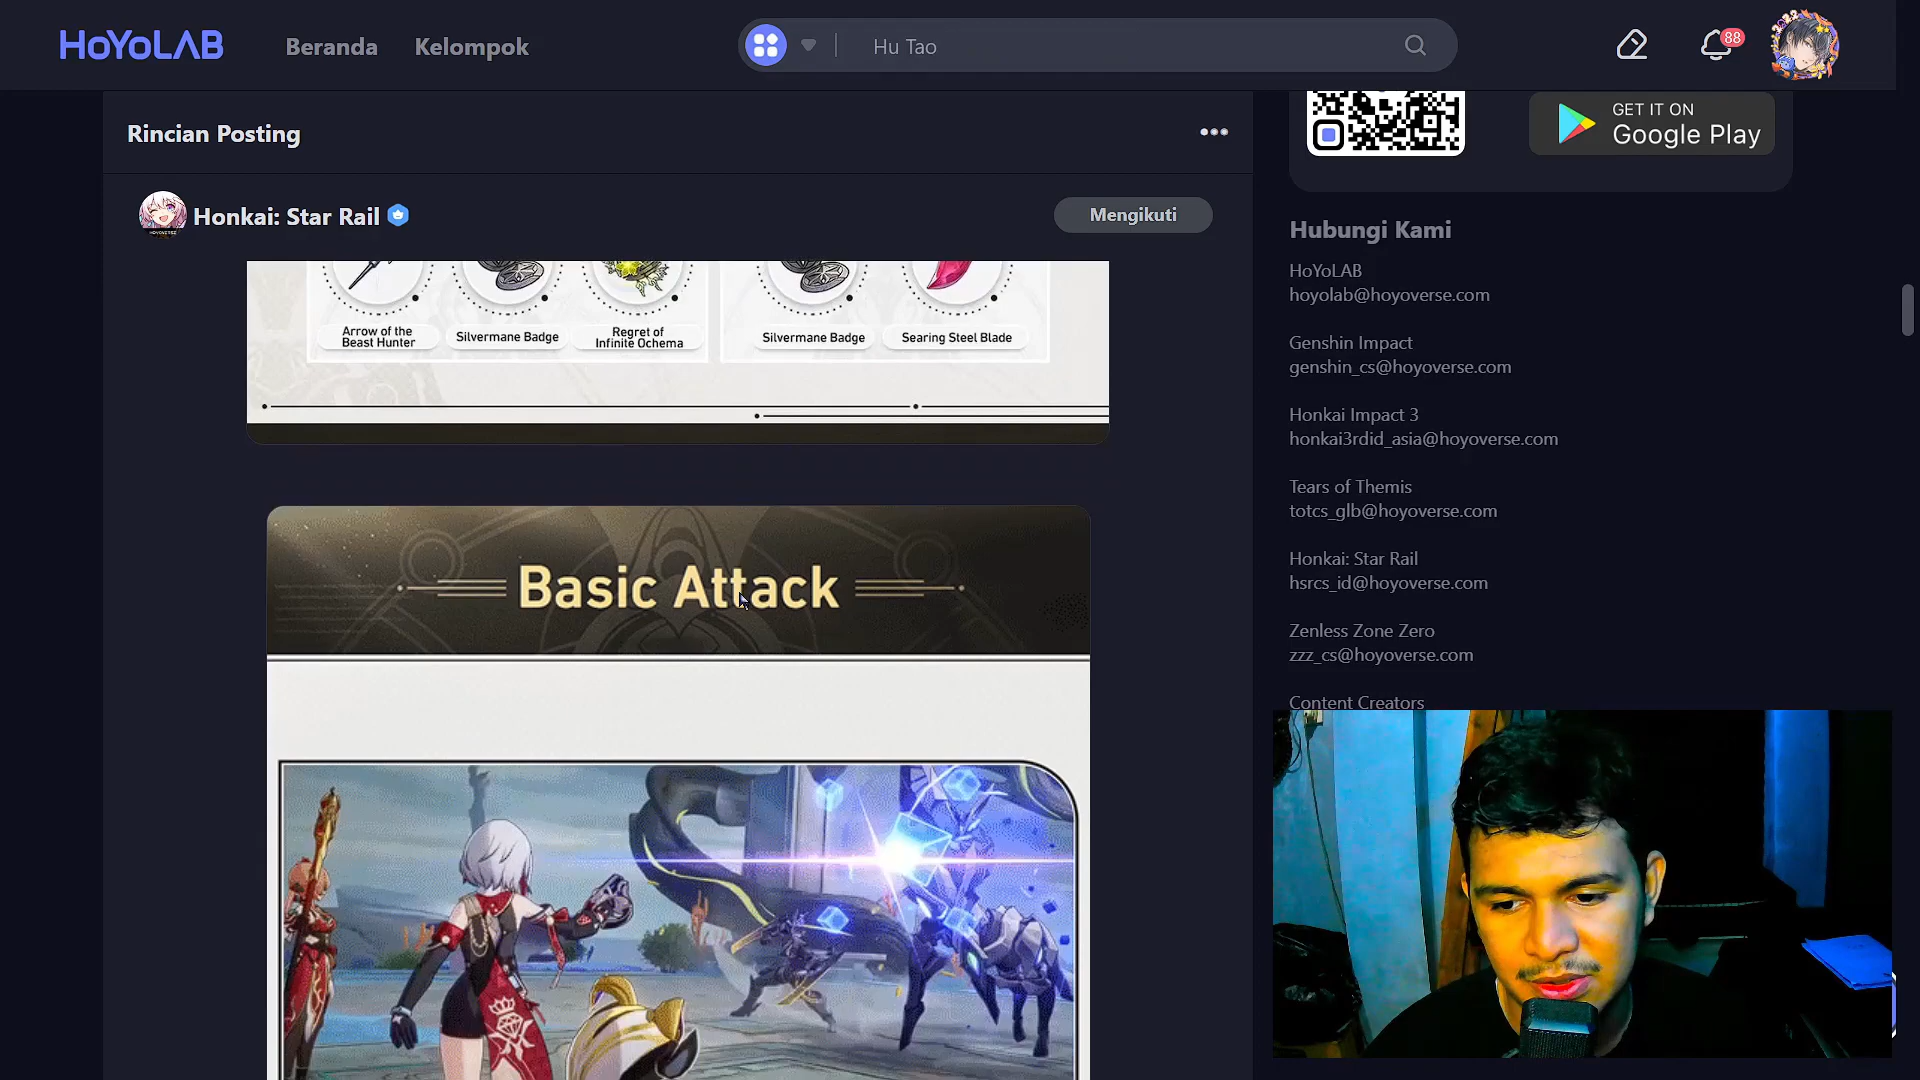 HoYoLAB
Beranda
Kelompok
Hu Tao
88
Rincian Posting
Honkai: Star Rail
Mengikuti
Arrow of the
Beast Hunter
Silvermane Badge
Regret of
Infinite Ochema
Silvermane Badge
Searing Steel Blade
Basic Attack
GET IT ON
Google Play
Hubungi Kami
HoYoLAB
hoyolab@hoyoverse.com
Genshin Impact
genshin_cs@hoyoverse.com
Honkai Impact 3
honkai3rdid_asia@hoyoverse.com
Tears of Themis
totcs_glb@hoyoverse.com
Honkai: Star Rail
hsrcs_id@hoyoverse.com
Zenless Zone Zero
zzz_cs@hoyoverse.com
Content Creators